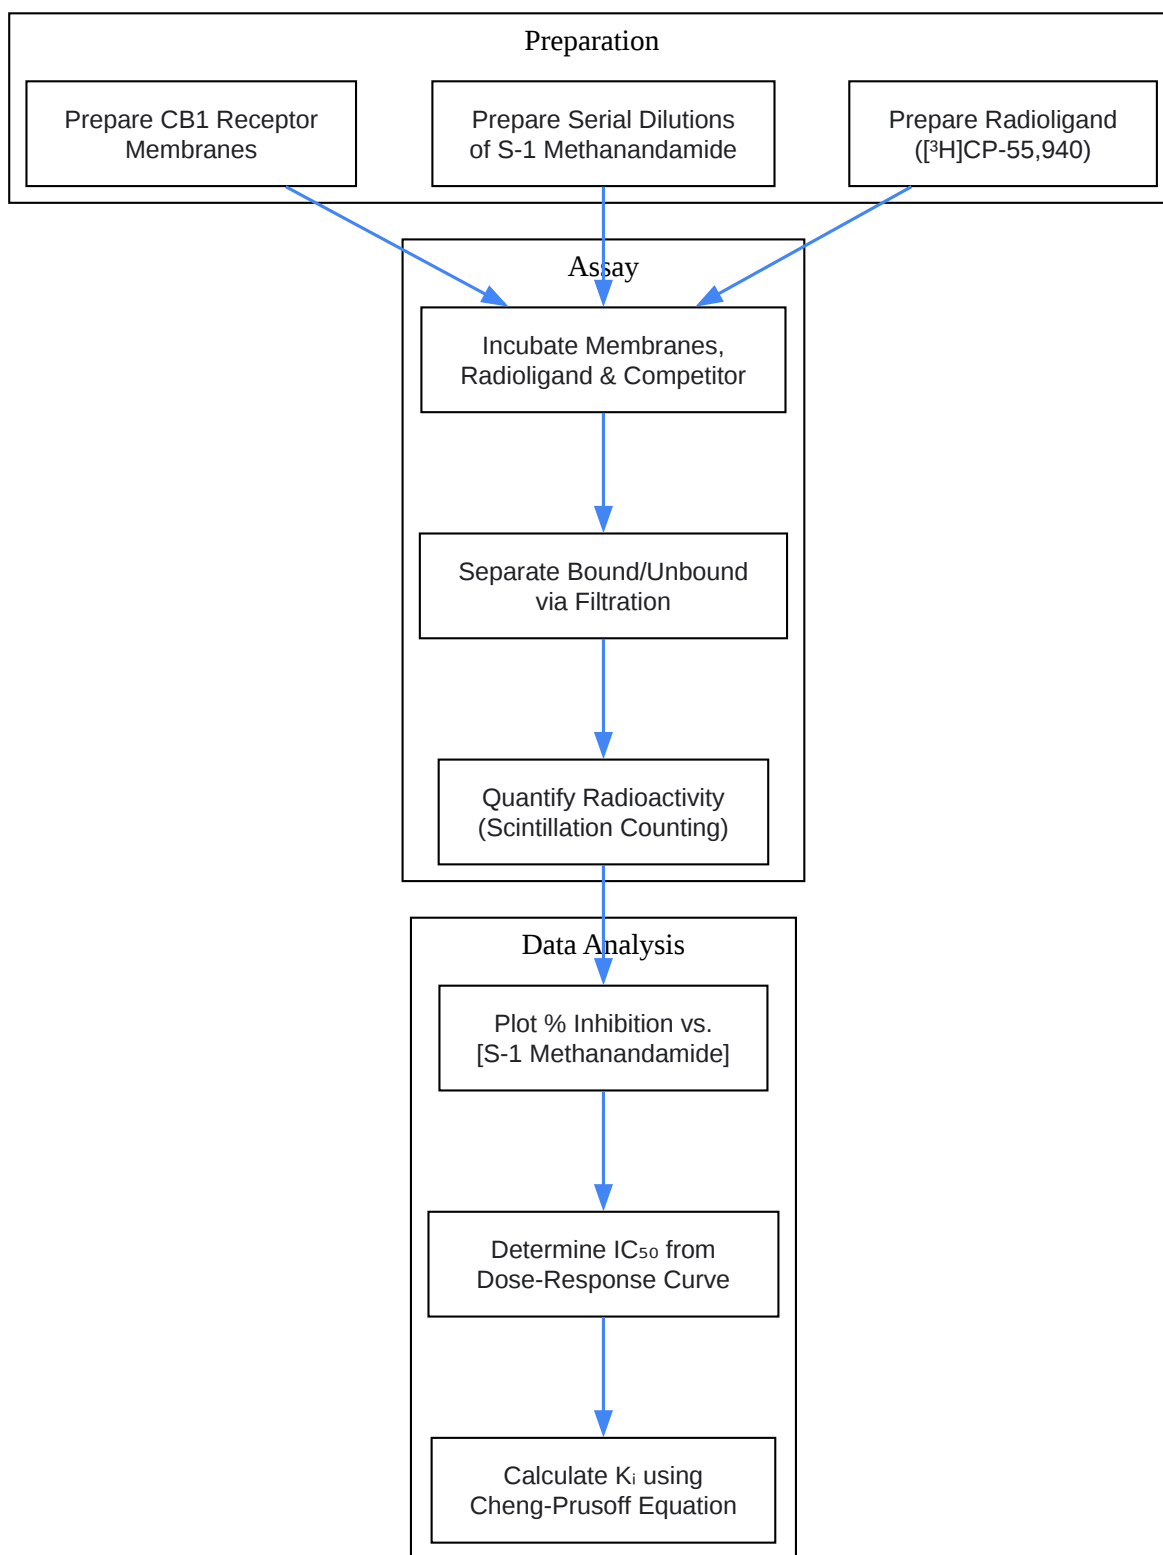 Preparation
Prepare CB1 Receptor
Membranes
Prepare Serial Dilutions
of S-1 Methanandamide
Prepare Radioligand
([³H]CP-55,940)
Assay
Incubate Membranes,
Radioligand & Competitor
Separate Bound/Unbound
via Filtration
Quantify Radioactivity
(Scintillation Counting)
Data Analysis
Plot % Inhibition vs.
[S-1 Methanandamide]
Determine IC₅₀ from
Dose-Response Curve
Calculate Kᵢ using
Cheng-Prusoff Equation